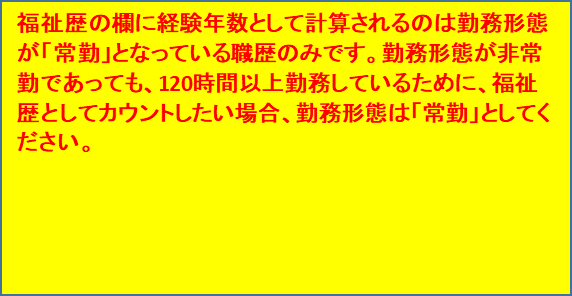 福祉歴の欄に経験年数として計算されるのは勤務形態
が「常勤」となっている職歴のみです。勤務形態が非常
勤であっても、120時間以上勤務しているために、福祉
歴としてカウントしたい場合、勤務形態は「常勤」としてく
ださい。